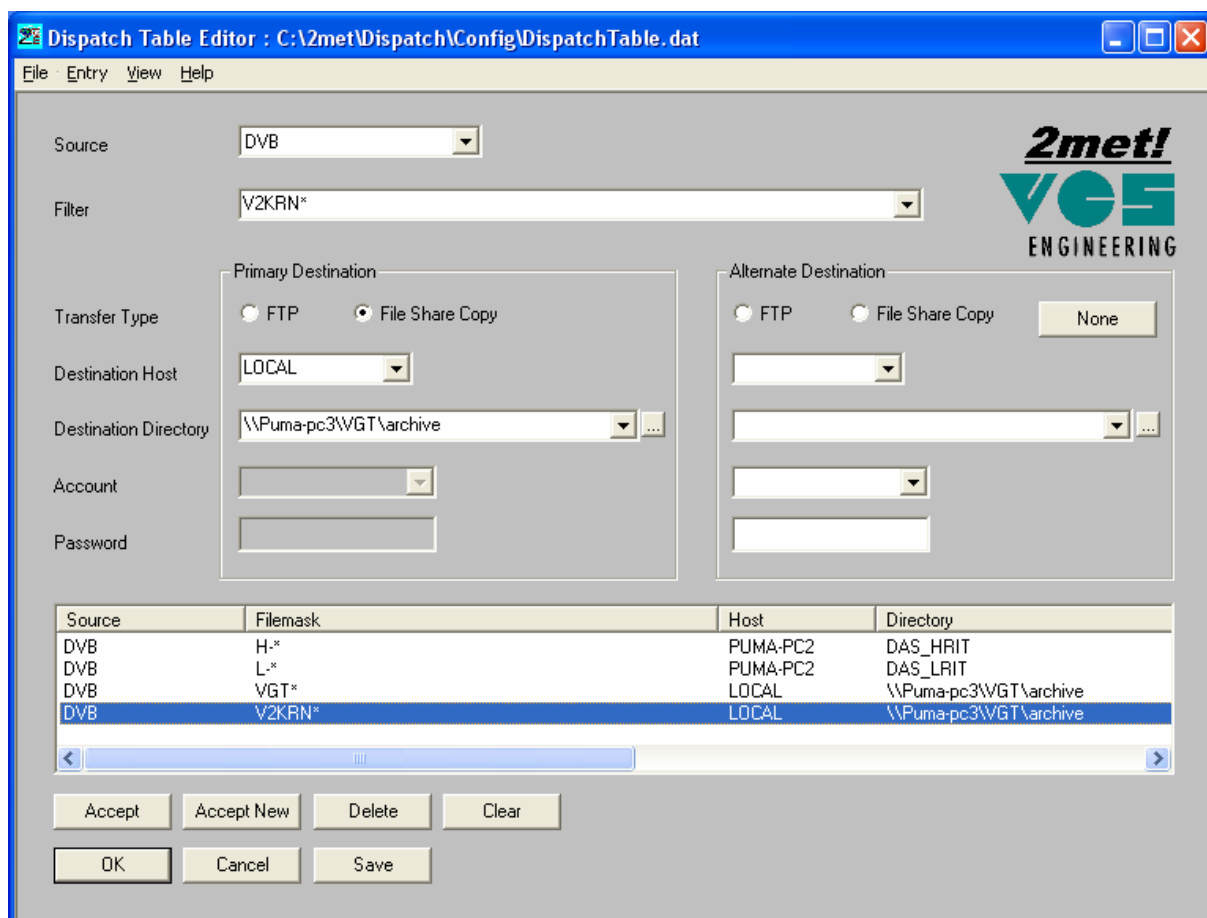 Dispatch Table Editor : C:\2met\Dispatch\Config\DispatchTable.dat
File Entry View Help
Source DVB
2met!
VCS
ENGINEERING
Filter V2KRN*
Primary Destination Alternate Destination
Transfer Type FTP File Share Copy FTP File Share Copy None
Destination Host LOCAL
Destination Directory \\Puma-pc3\VGT\archive ... ...
Account
Password
Source Filemask Host Directory
DVB H-* PUMA-PC2 DAS_HRIT
DVB L-* PUMA-PC2 DAS_LRIT
DVB VGT* LOCAL \\Puma-pc3\VGT\archive
DVB V2KRN* LOCAL \\Puma-pc3\VGT\archive
Accept Accept New Delete Clear
OK Cancel Save